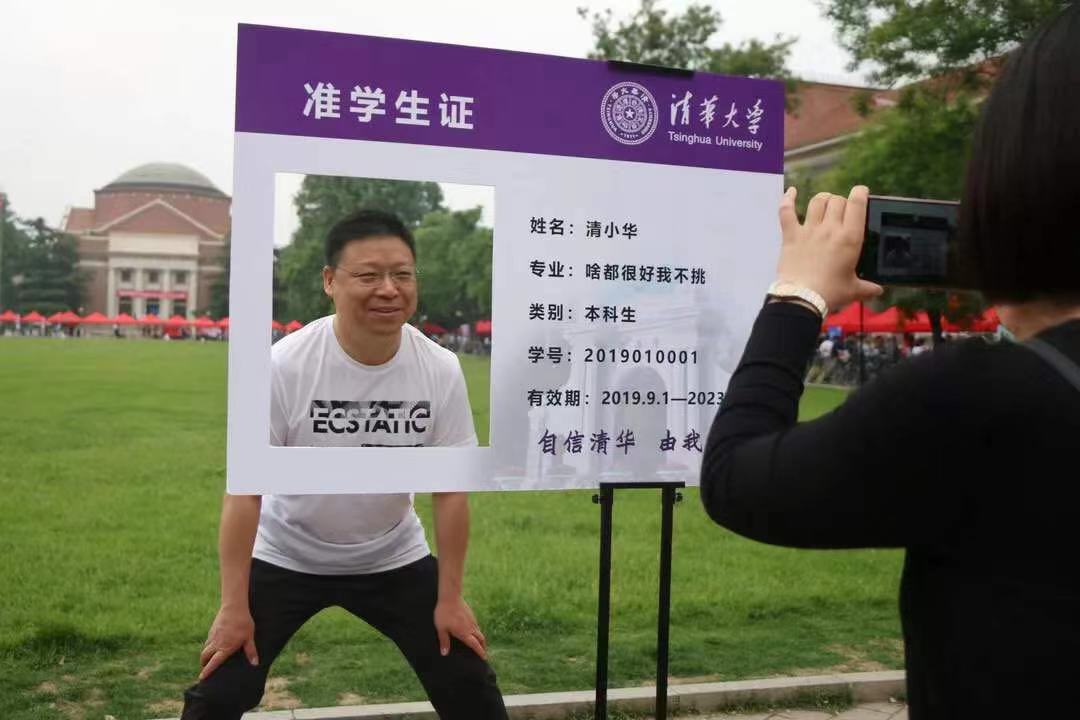 准学生证
清华大学
Tsinghua University
姓名：清小华
专业：啥都很好我不挑
类别：本科生
学号：2019010001
有效期：2019.9.1—2023
自信清华 由我
ECSTATIC